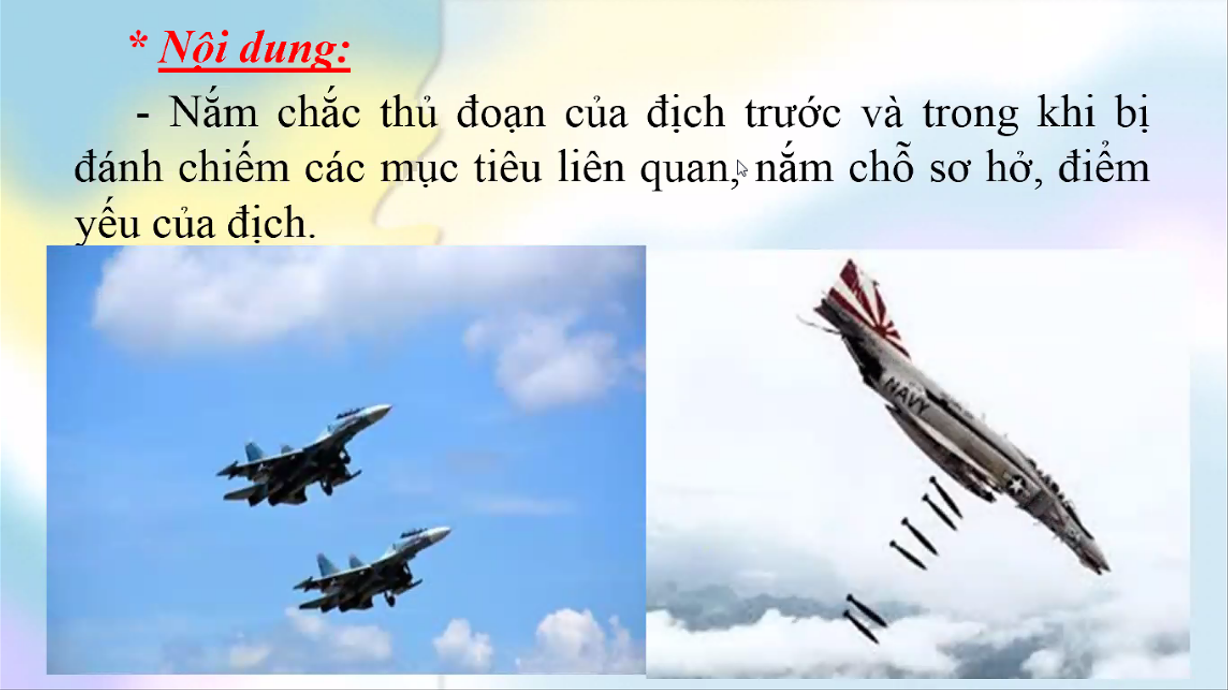 * Nội dung:
- Nắm chắc thủ đoạn của địch trước và trong khi bị
đánh chiếm các mục tiêu liên quan, nắm chỗ sơ hở, điểm
yếu của địch.
NAVY